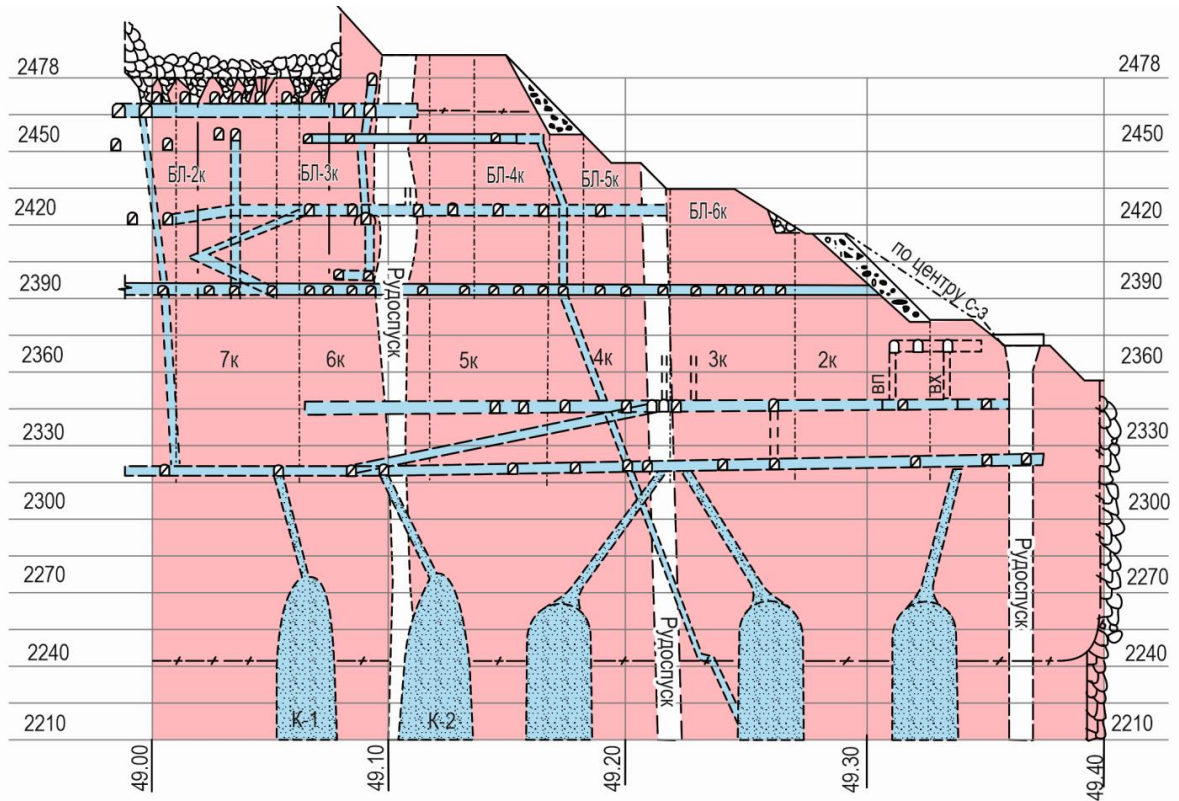 2478 2478
2450 2450
БЛ-2к БЛ-3к БЛ-4к БЛ-5к
2420 БЛ-6к 2420
по центру с-з
2390 2390
Рудоспуск
2360 7к 6к 5к 4к 3к 2к 2360
ВП ВХ
2330 2330
2300 2300
Рудоспуск
2270 2270
Рудоспуск
2240 2240
2210 К-1 К-2 2210
49.00 49.10 49.20 49.30 49.40